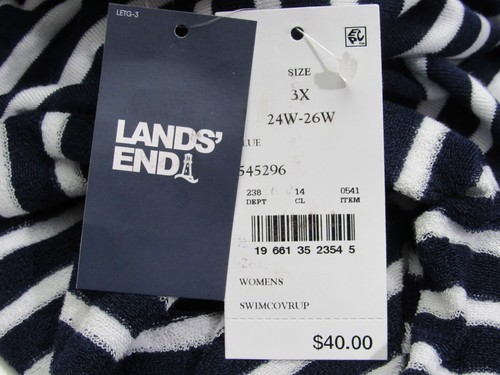 LETG-3
LANDS'
END
SIZE
3X
24W-26W
LUE
545296
238 14 0541
DEPT CL ITEM
19 661 35 2354 5
WOMENS
SWIMCOVRUP
$40.00